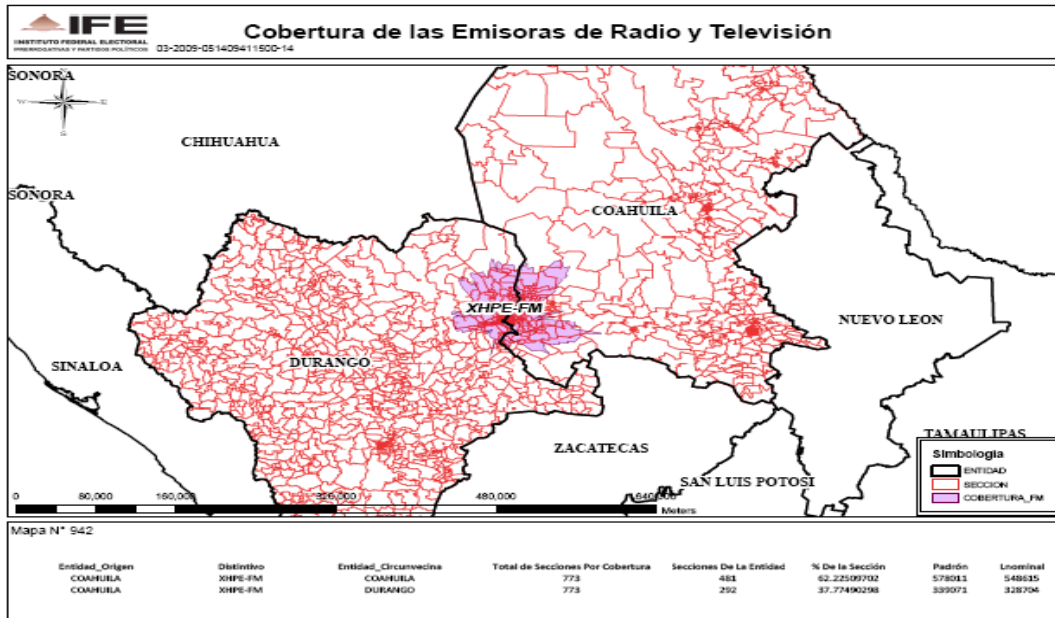 IFE
INSTITUTO FEDERAL ELECTORAL
PRERROGATIVAS Y PARTIDOS POLÍTICOS
Cobertura de las Emisoras de Radio y Televisión
03-2009-051409411500-14
SONORA
N
W
E
S
CHIHUAHUA
SONORA
COAHUILA
XHPE-FM
NUEVO LEON
SINALOA
DURANGO
ZACATECAS
TAMAULIPAS
SAN LUIS POTOSI
Simbología
ENTIDAD
SECCION
COBERTURA_FM
0 80,000 160,000 320,000 480,000 640,000
Meters
Mapa N° 942
Entidad_Origen Distintivo Entidad_Circunvecina Total de Secciones Por Cobertura Secciones De La Entidad % De la Sección Padrón Lnominal
COAHUILA XHPE-FM COAHUILA 773 481 62.22509702 578011 548615
COAHUILA XHPE-FM DURANGO 773 292 37.77490298 339071 328704